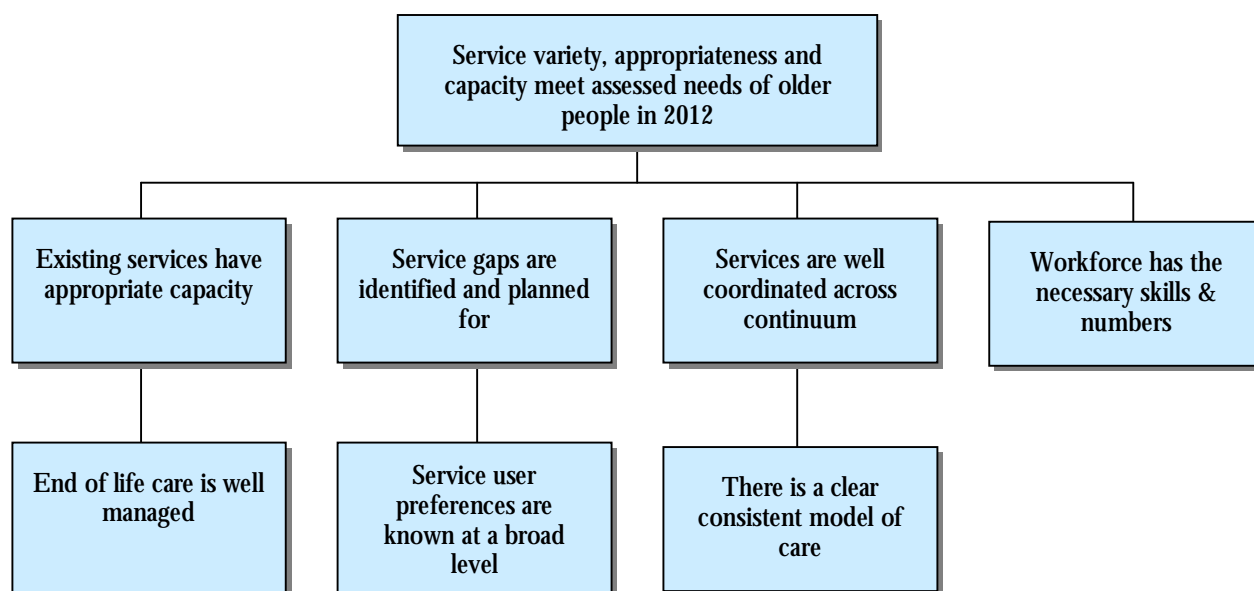 Service variety, appropriateness and
capacity meet assessed needs of older
people in 2012
Existing services have
appropriate capacity
Service gaps are
identified and planned
for
Services are well
coordinated across
continuum
Workforce has the
necessary skills &
numbers
End of life care is well
managed
Service user
preferences are
known at a broad
level
There is a clear
consistent model of
care